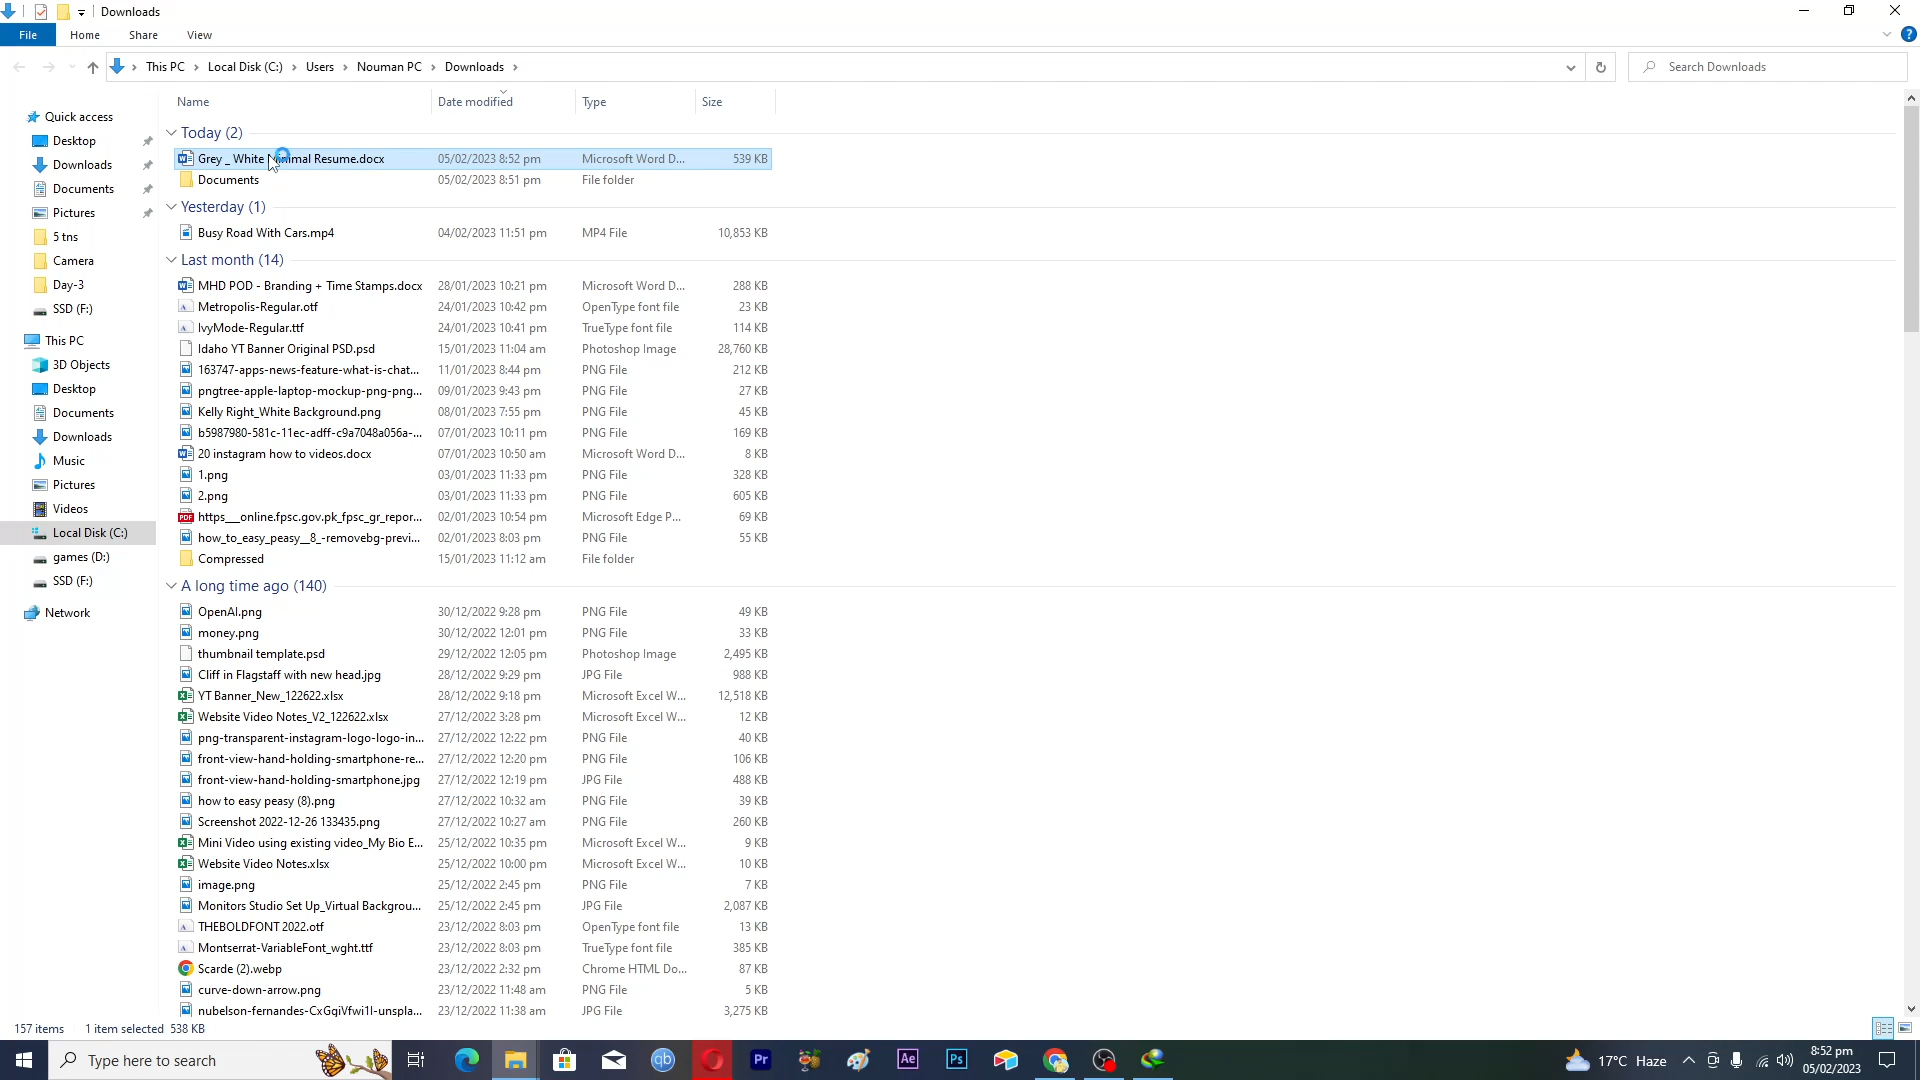 Downloads
File Home Share View
This PC Local Disk (C:) Users Nouman PC Downloads
Search Downloads
Name Date modified Type Size
Quick access
Desktop
Downloads
Documents
Pictures
5 tns
Camera
Day-3
SSD (F:)
This PC
3D Objects
Desktop
Documents
Downloads
Music
Pictures
Videos
Local Disk (C:)
games (D:)
SSD (F:)
Network
Today (2)
Grey _ White Minimal Resume.docx 05/02/2023 8:52 pm Microsoft Word D... 539 KB
Documents 05/02/2023 8:51 pm File folder
Yesterday (1)
Busy Road With Cars.mp4 04/02/2023 11:51 pm MP4 File 10,853 KB
Last month (14)
MHD POD - Branding + Time Stamps.docx 28/01/2023 10:21 pm Microsoft Word D... 288 KB
Metropolis-Regular.otf 24/01/2023 10:42 pm OpenType font file 23 KB
IvyMode-Regular.ttf 24/01/2023 10:41 pm TrueType font file 114 KB
Idaho YT Banner Original PSD.psd 15/01/2023 11:04 am Photoshop Image 28,760 KB
163747-apps-news-feature-what-is-chat... 11/01/2023 8:44 pm PNG File 212 KB
pngtree-apple-laptop-mockup-png-png... 09/01/2023 9:43 pm PNG File 27 KB
Kelly Right_White Background.png 08/01/2023 7:55 pm PNG File 45 KB
b5987980-581c-11ec-adff-c9a7048a056a-... 07/01/2023 10:11 pm PNG File 169 KB
20 instagram how to videos.docx 07/01/2023 10:50 am Microsoft Word D... 8 KB
1.png 03/01/2023 11:33 pm PNG File 328 KB
2.png 03/01/2023 11:33 pm PNG File 605 KB
https___online.fpsc.gov.pk_fpsc_gr_repor... 02/01/2023 10:54 pm Microsoft Edge P... 69 KB
how_to_easy_peasy__8_-removebg-previ... 02/01/2023 8:03 pm PNG File 55 KB
Compressed 15/01/2023 11:12 am File folder
A long time ago (140)
OpenAI.png 30/12/2022 9:28 pm PNG File 49 KB
money.png 30/12/2022 12:01 pm PNG File 33 KB
thumbnail template.psd 29/12/2022 12:05 pm Photoshop Image 2,495 KB
Cliff in Flagstaff with new head.jpg 28/12/2022 9:29 pm JPG File 988 KB
YT Banner_New_122622.xlsx 28/12/2022 9:18 pm Microsoft Excel W... 12,518 KB
Website Video Notes_V2_122622.xlsx 27/12/2022 3:28 pm Microsoft Excel W... 12 KB
png-transparent-instagram-logo-logo-in... 27/12/2022 12:22 pm PNG File 40 KB
front-view-hand-holding-smartphone-re... 27/12/2022 12:20 pm PNG File 106 KB
front-view-hand-holding-smartphone.jpg 27/12/2022 12:19 pm JPG File 488 KB
how to easy peasy (8).png 27/12/2022 10:32 am PNG File 39 KB
Screenshot 2022-12-26 133435.png 27/12/2022 10:27 am PNG File 260 KB
Mini Video using existing video_My Bio E... 25/12/2022 10:35 pm Microsoft Excel W... 9 KB
Website Video Notes.xlsx 25/12/2022 10:00 pm Microsoft Excel W... 10 KB
image.png 25/12/2022 2:45 pm PNG File 7 KB
Monitors Studio Set Up_Virtual Backgrou... 25/12/2022 2:45 pm JPG File 2,087 KB
THEBOLDFONT 2022.otf 23/12/2022 8:03 pm OpenType font file 13 KB
Montserrat-VariableFont_wght.ttf 23/12/2022 8:03 pm TrueType font file 385 KB
Scarde (2).webp 23/12/2022 2:32 pm Chrome HTML Do... 87 KB
curve-down-arrow.png 23/12/2022 11:48 am PNG File 5 KB
nubelson-fernandes-CxGqiVfwi1I-unspla... 23/12/2022 11:38 am JPG File 3,275 KB
157 items 1 item selected 538 KB
Type here to search
qb
Pr
Ae
Ps
17°C Haze
8:52 pm
05/02/2023